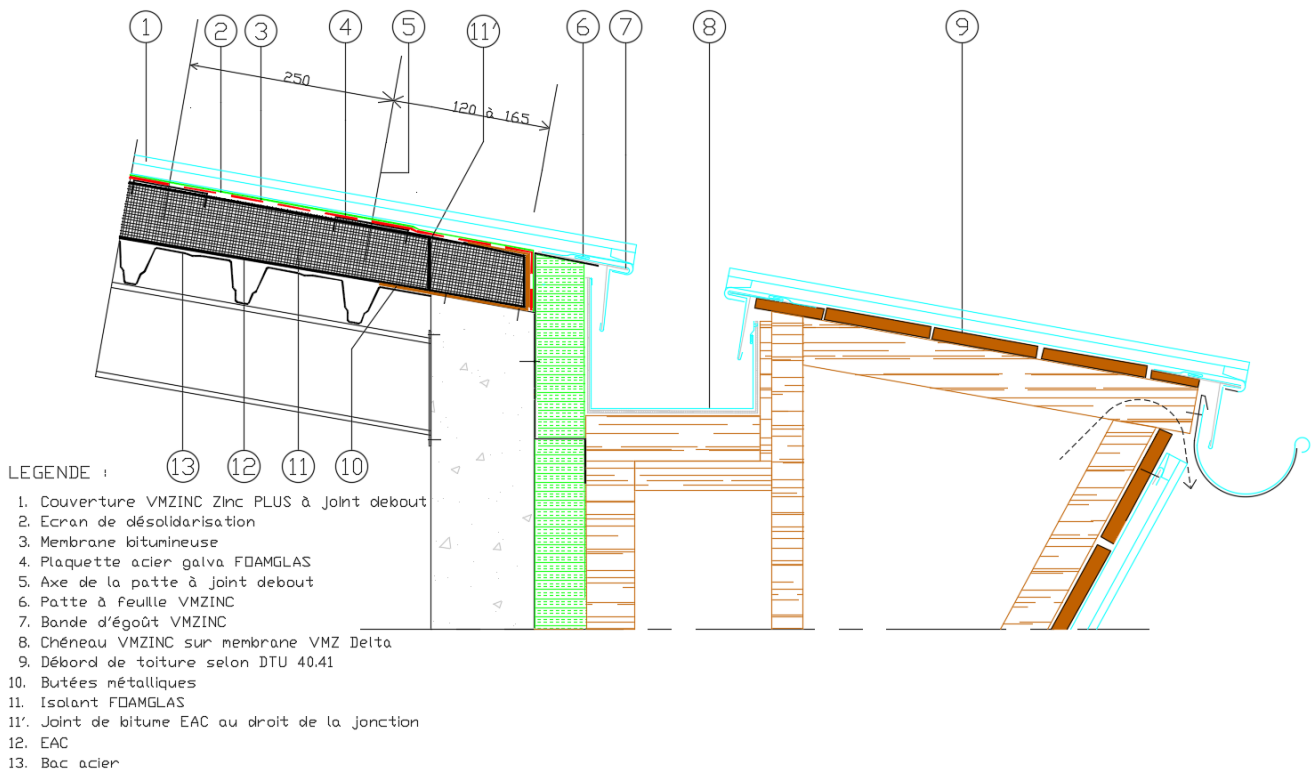 1 2 3 4 5 11' 6 7 8 9
250
120 à 165
13 12 11 10
LEGENDE :
1. Couverture VMZINC Zinc PLUS à joint debout
2. Ecran de désolidarisation
3. Membrane bitumineuse
4. Plaquette acier galva FOAMGLAS
5. Axe de la patte à joint debout
6. Patte à feuille VMZINC
7. Bande d'égoût VMZINC
8. Chéneau VMZINC sur membrane VMZ Delta
9. Débord de toiture selon DTU 40.41
10. Butées métalliques
11. Isolant FOAMGLAS
11'. Joint de bitume EAC au droit de la jonction
12. EAC
13. Bac acier